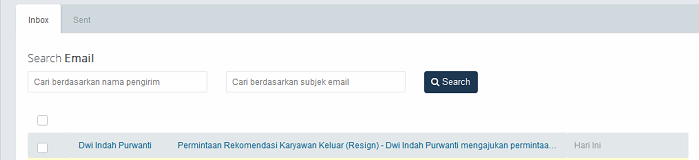 Inbox Sent
Search Email
Cari berdasarkan nama pengirim Cari berdasarkan subjek email Search
Dwi Indah Purwanti Permintaan Rekomendasi Karyawan Keluar (Resign) - Dwi Indah Purwanti mengajukan permintaa... Hari Ini